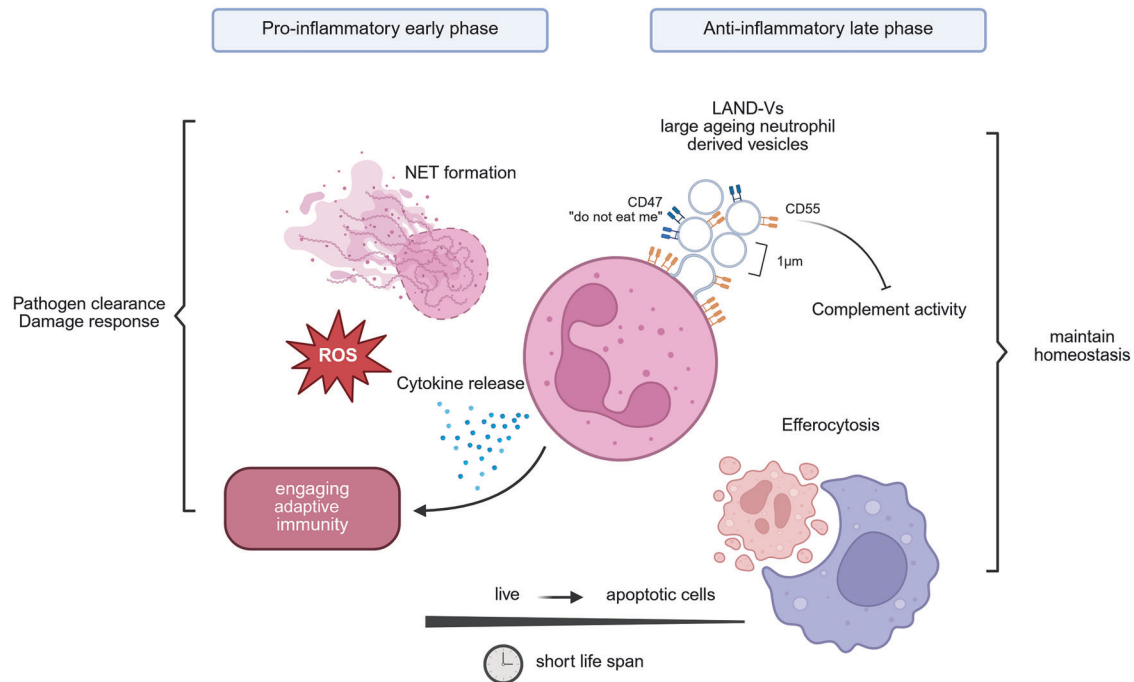 Pro-inflammatory early phase
Anti-inflammatory late phase
LAND-Vs
large ageing neutrophil
derived vesicles
NET formation
CD47
"do not eat me"
CD55
1µm
Pathogen clearance
Damage response
ROS
Complement activity
maintain
homeostasis
Cytokine release
Efferocytosis
engaging
adaptive
immunity
live
apoptotic cells
short life span